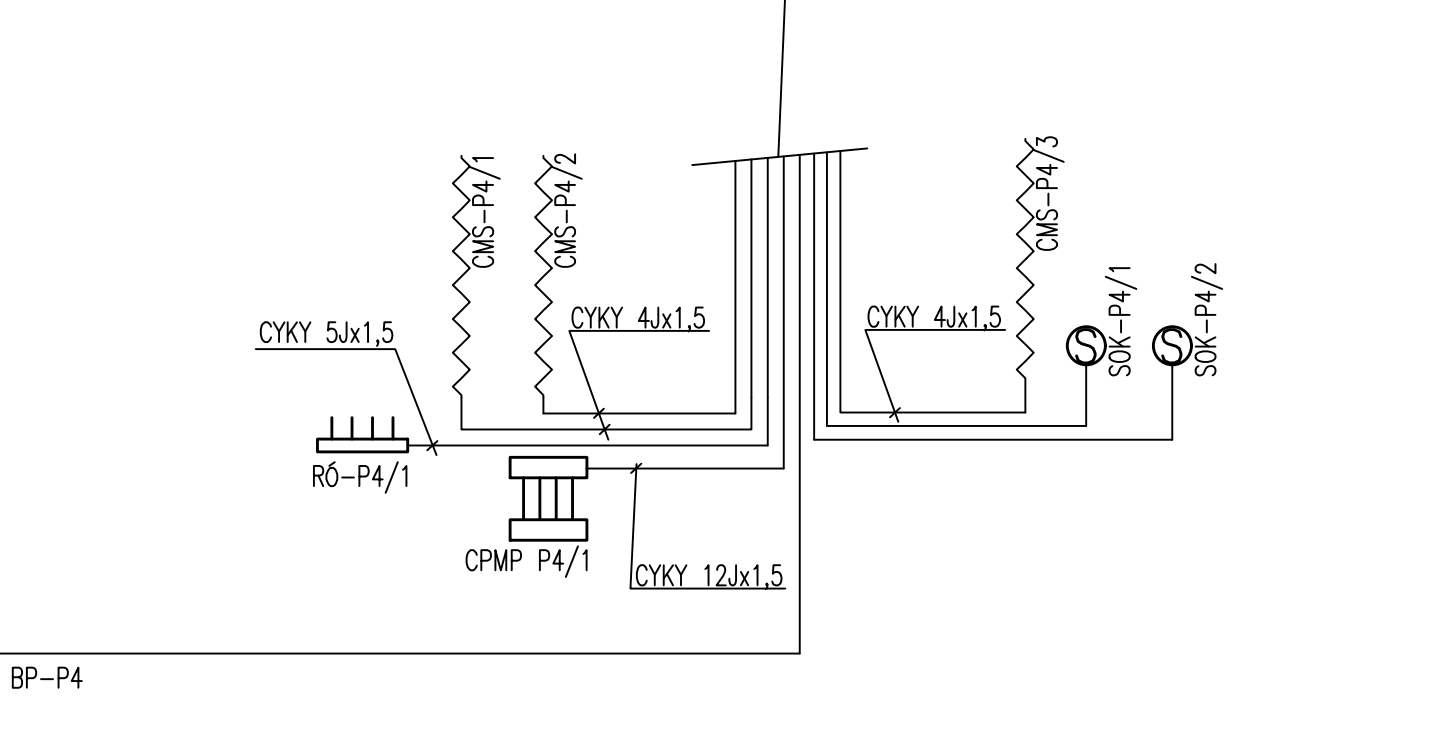 CMS-P4/1
CMS-P4/2
CMS-P4/3
SOK-P4/1
SOK-P4/2
CYKY 5Jx1,5
CYKY 4Jx1,5
CYKY 4Jx1,5
S
S
RÓ-P4/1
CPMP P4/1
CYKY 12Jx1,5
BP-P4